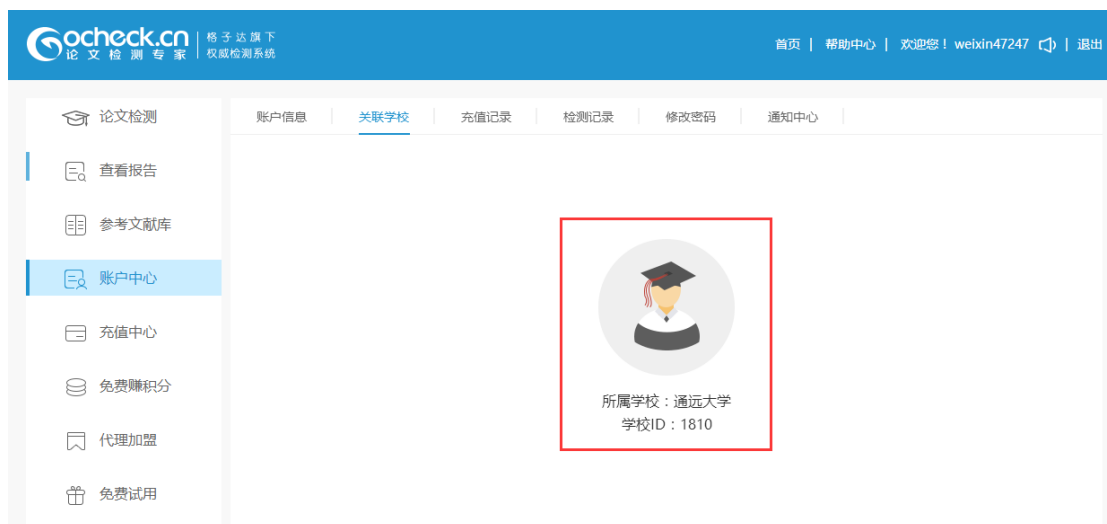 Gocheck.cn
论文检测专家
格子达旗下
权威检测系统
首页 | 帮助中心 | 欢迎您！weixin47247 | 退出
论文检测
查看报告
参考文献库
账户中心
充值中心
免费赚积分
代理加盟
免费试用
账户信息 关联学校 充值记录 检测记录 修改密码 通知中心
所属学校：通远大学
学校ID：1810